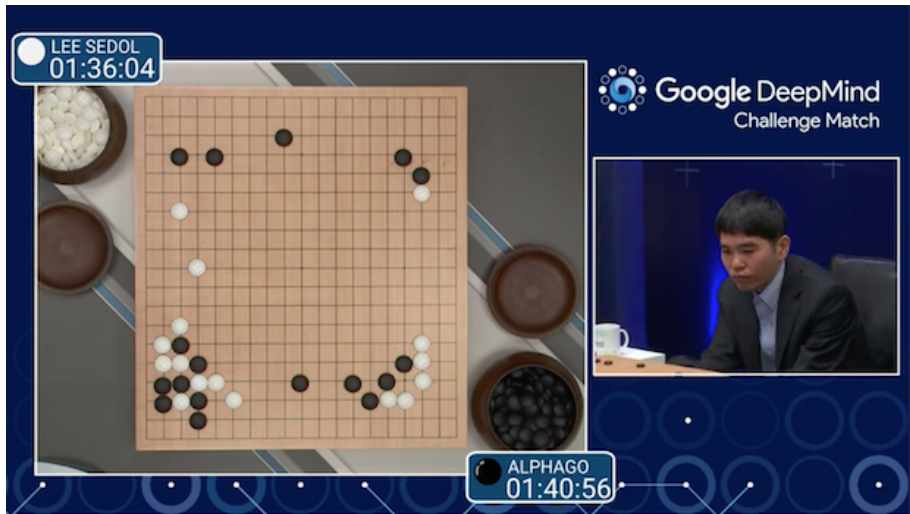 LEE SEDOL
01:36:04
Google DeepMind
Challenge Match
ALPHAGO
01:40:56